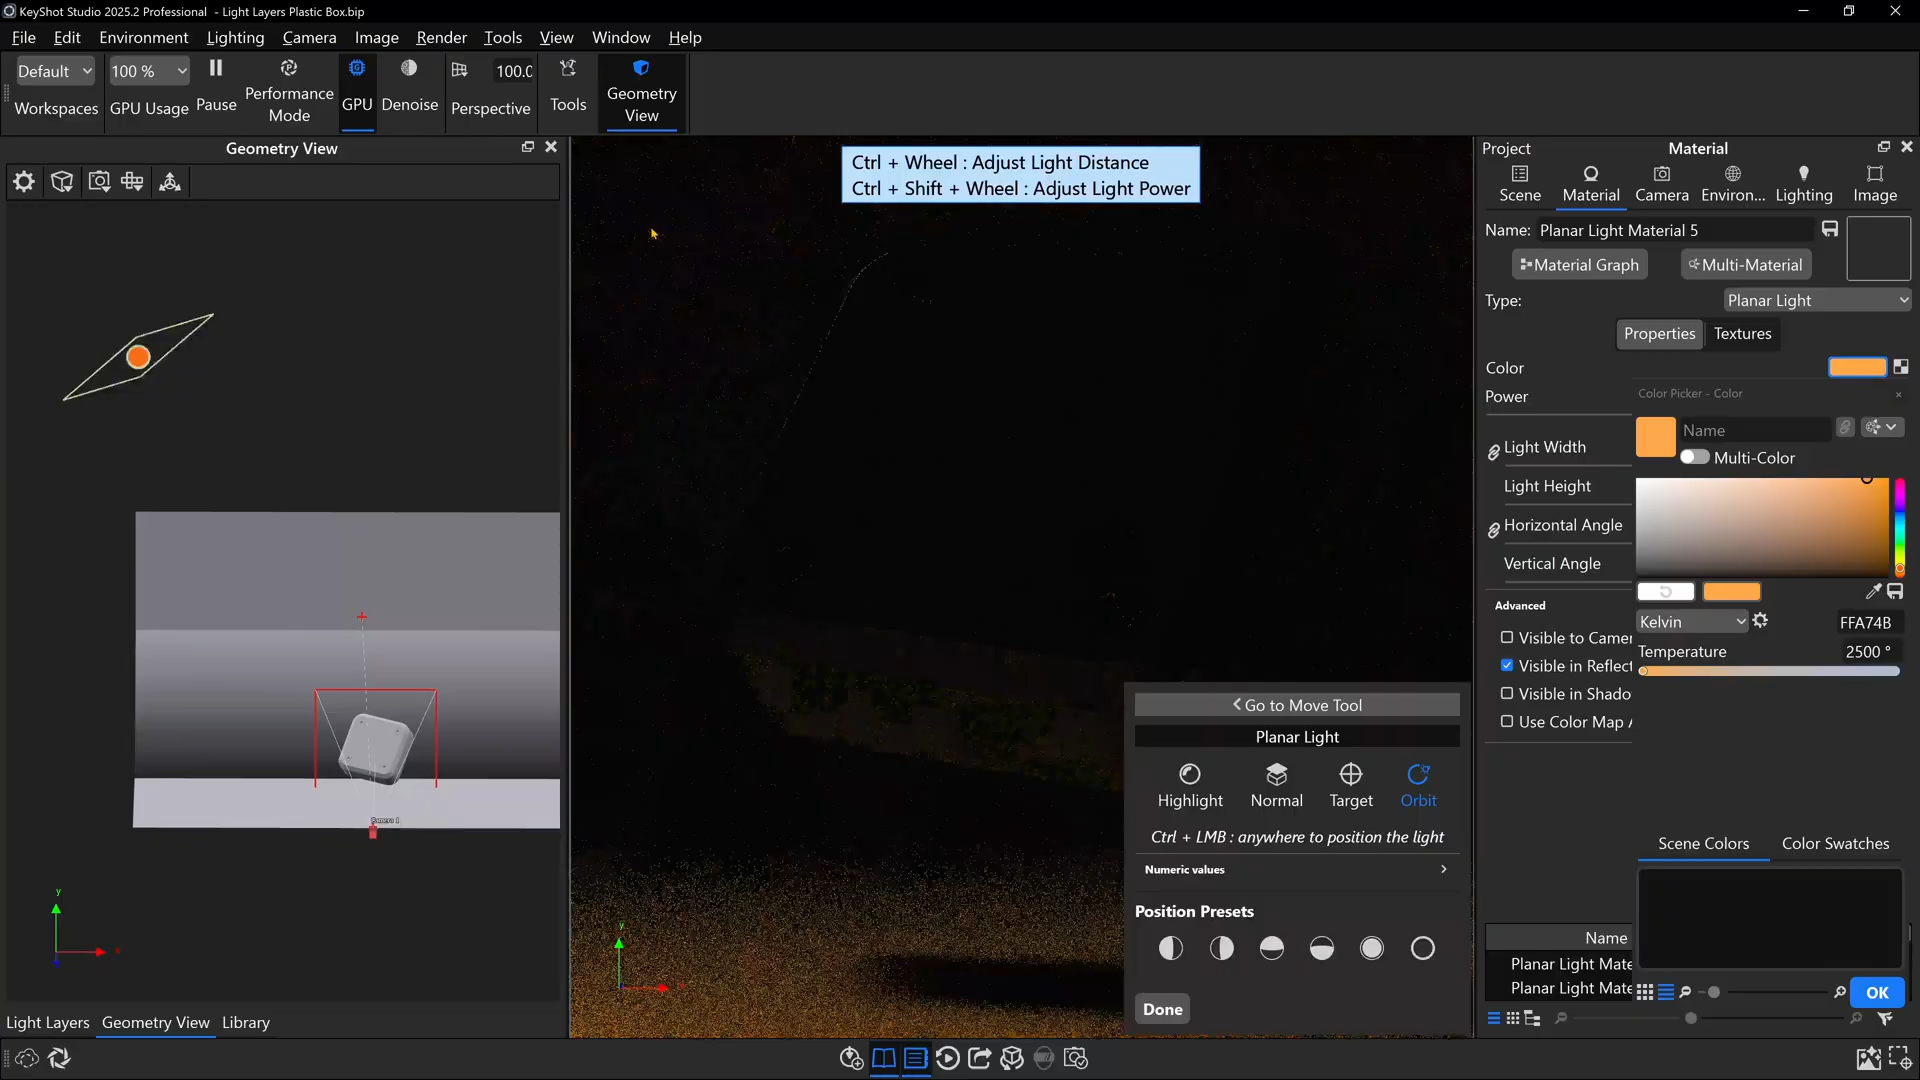 KeyShot Studio 2025.2 Professional - Light Layers Plastic Box.bip
File Edit Environment Lighting Camera Image Render Tools View Window Help
Default 100 % 100.0
Workspaces GPU Usage Pause Performance Mode GPU Denoise Perspective Tools Geometry View
Geometry View
Ctrl + Wheel : Adjust Light Distance
Ctrl + Shift + Wheel : Adjust Light Power
Camera 1
y
x
y
Go to Move Tool
Planar Light
Highlight Normal Target Orbit
Ctrl + LMB : anywhere to position the light
Numeric values
Position Presets
Done
Project Material
Scene Material Camera Environ... Lighting Image
Name: Planar Light Material 5
Material Graph Multi-Material
Type: Planar Light
Properties Textures
Color
Power
Light Width
Light Height
Horizontal Angle
Vertical Angle
Advanced
Visible to Camer
Visible in Reflect
Visible in Shado
Use Color Map A
Color Picker - Color
Name
Multi-Color
Kelvin FFA74B
Temperature 2500 °
Scene Colors Color Swatches
OK
Name
Planar Light Mate
Planar Light Mate
Light Layers Geometry View Library